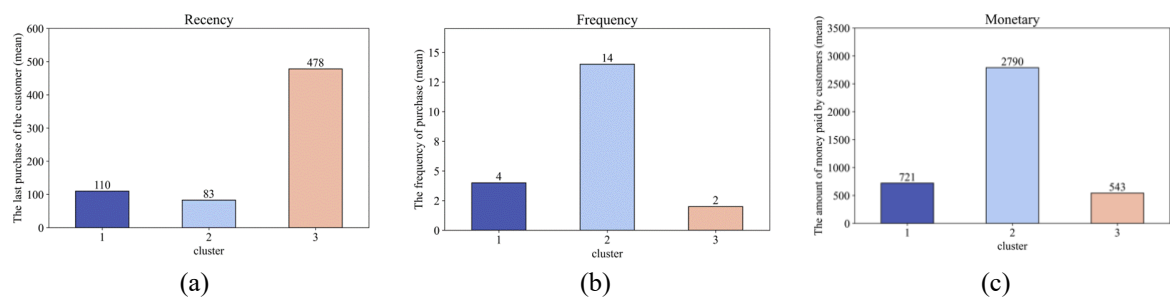 Recency
The last purchase of the customer (mean)
600
500
400
300
200
100
0
110
83
478
1 2 3
cluster
(a)
Frequency
The frequency of purchase (mean)
15
12
10
8
5
2
0
4
14
2
1 2 3
cluster
(b)
Monetary
The amount of money paid by customers (mean)
3500
3000
2500
2000
1500
1000
500
0
721
2790
543
1 2 3
cluster
(c)